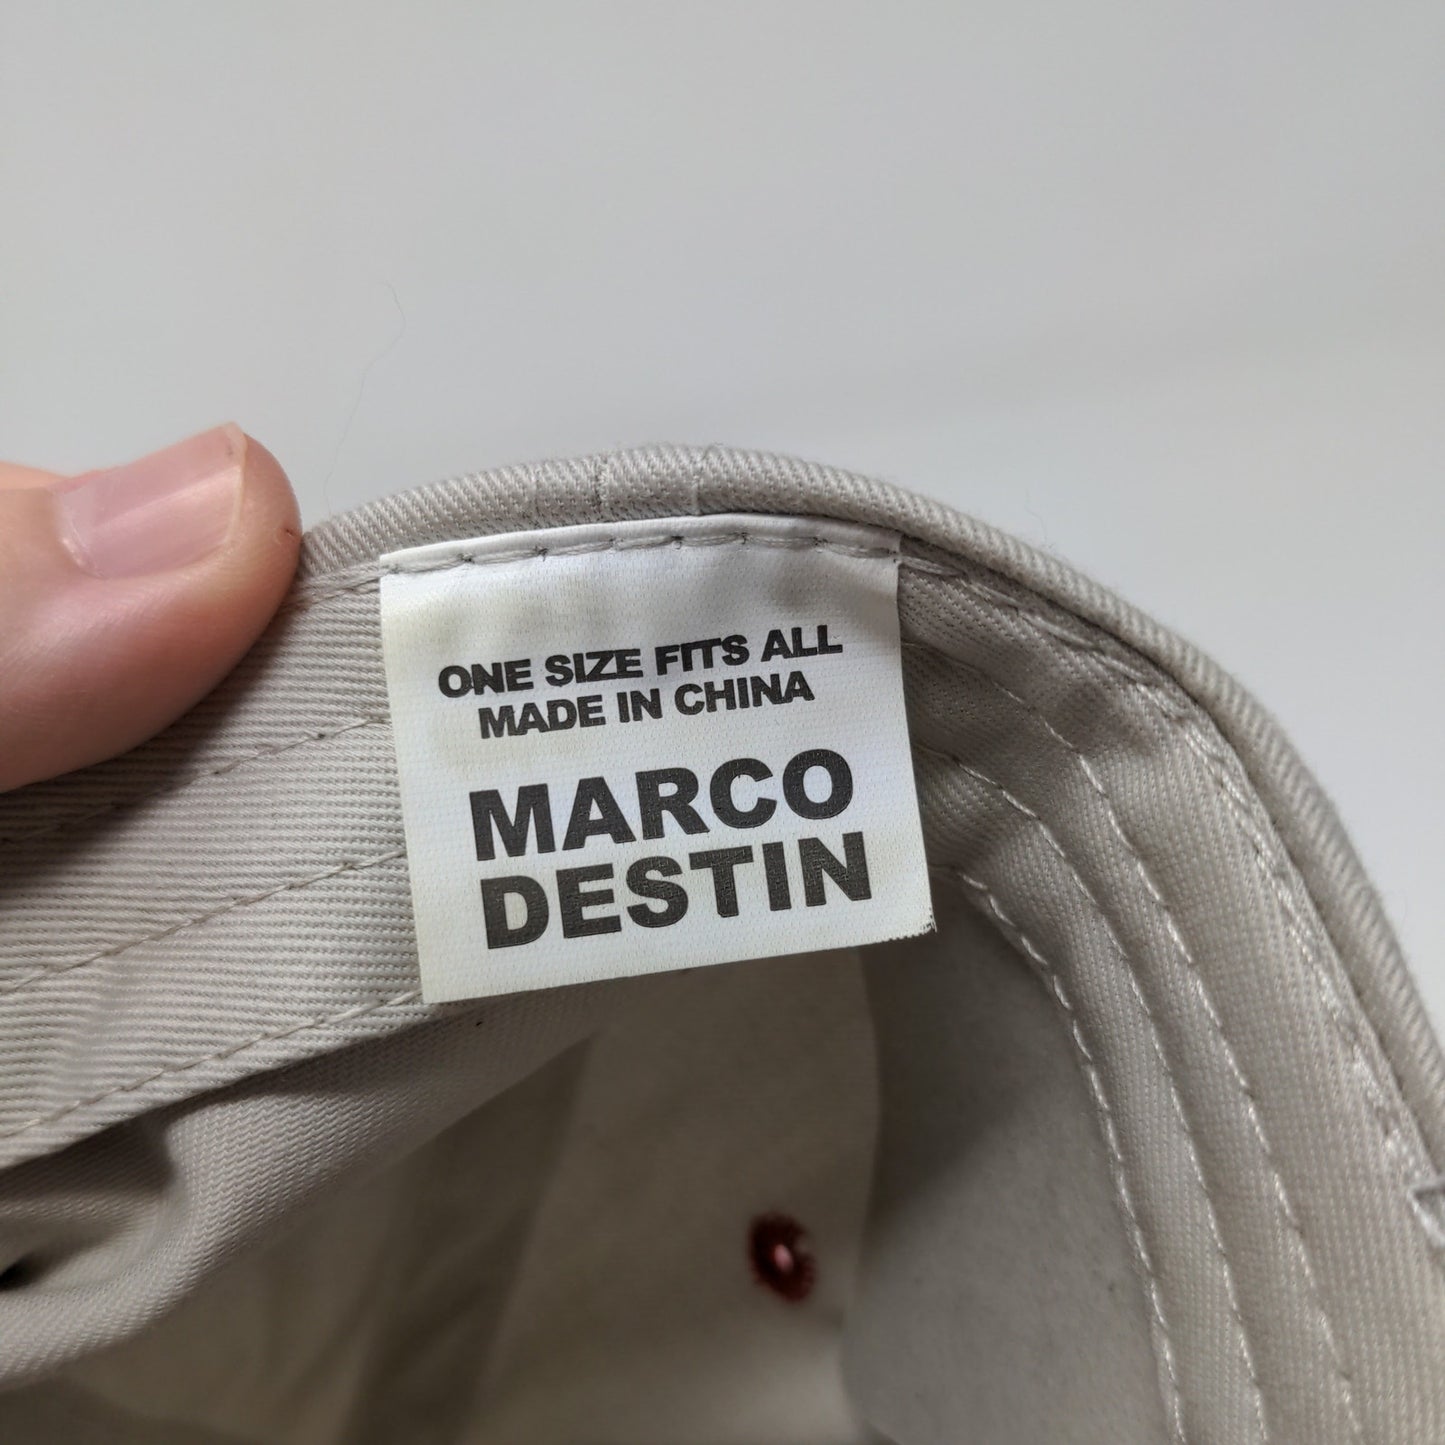 ONE SIZE FITS ALL
MADE IN CHINA
MARCO
DESTIN